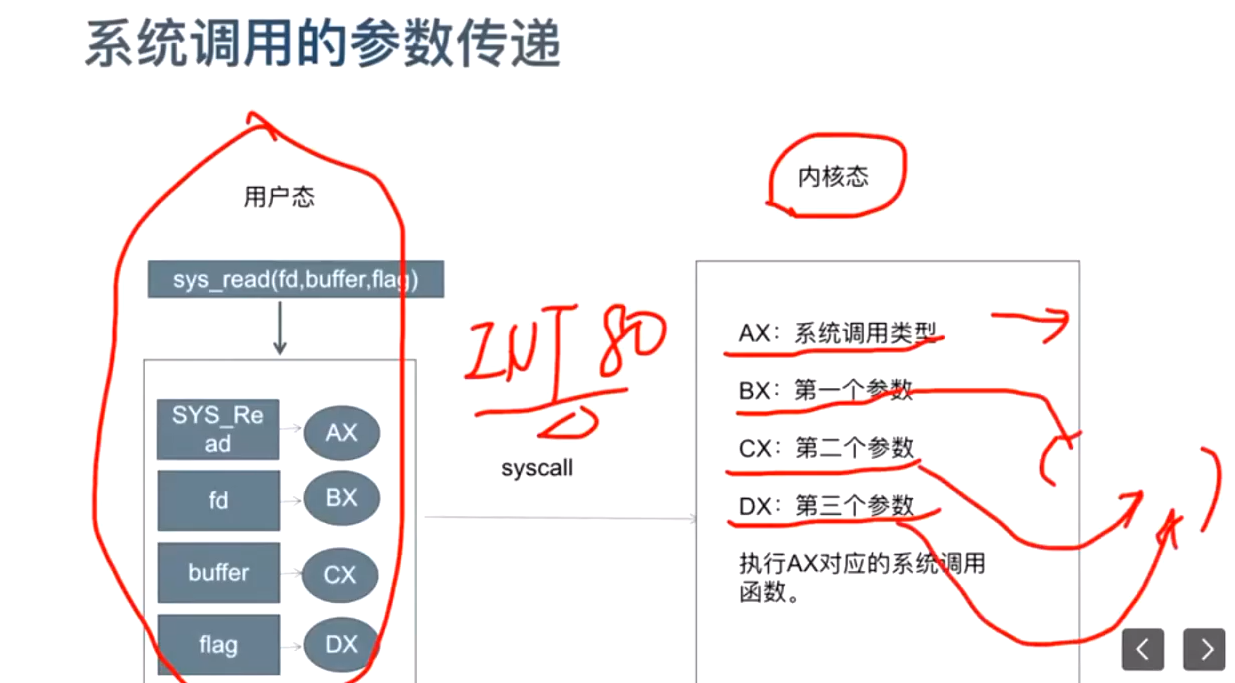 系统调用的参数传递
用户态
内核态
sys_read(fd,buffer,flag)
SYS_Re
ad
AX
fd
BX
buffer
CX
flag
DX
INT 80
syscall
AX：系统调用类型
BX：第一个参数
CX：第二个参数
DX：第三个参数
执行AX对应的系统调用
函数。